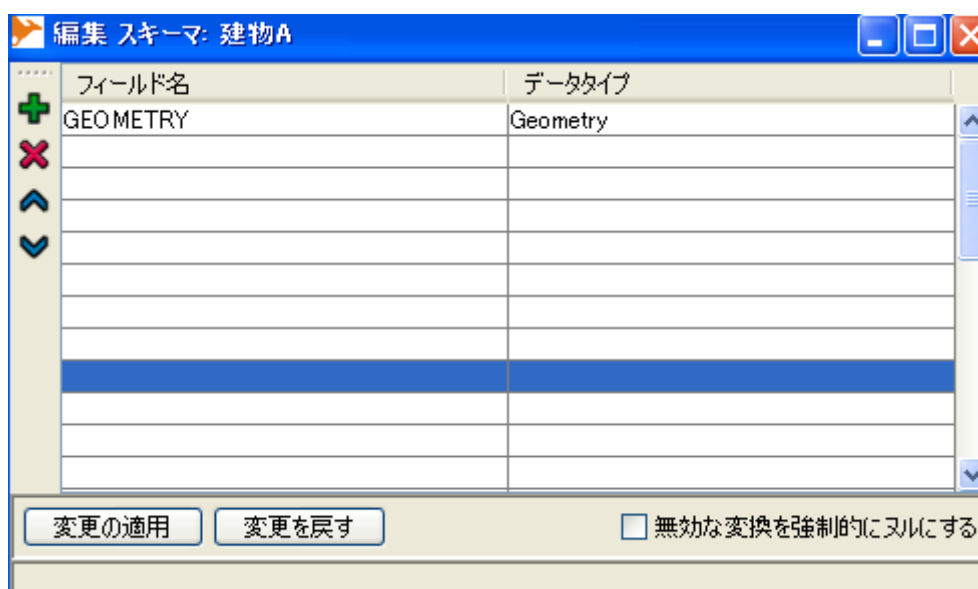 編集 スキーマ: 建物A
フィールド名 データタイプ
GEOMETRY Geometry
変更の適用 変更を戻す 無効な変換を強制的にヌルにする